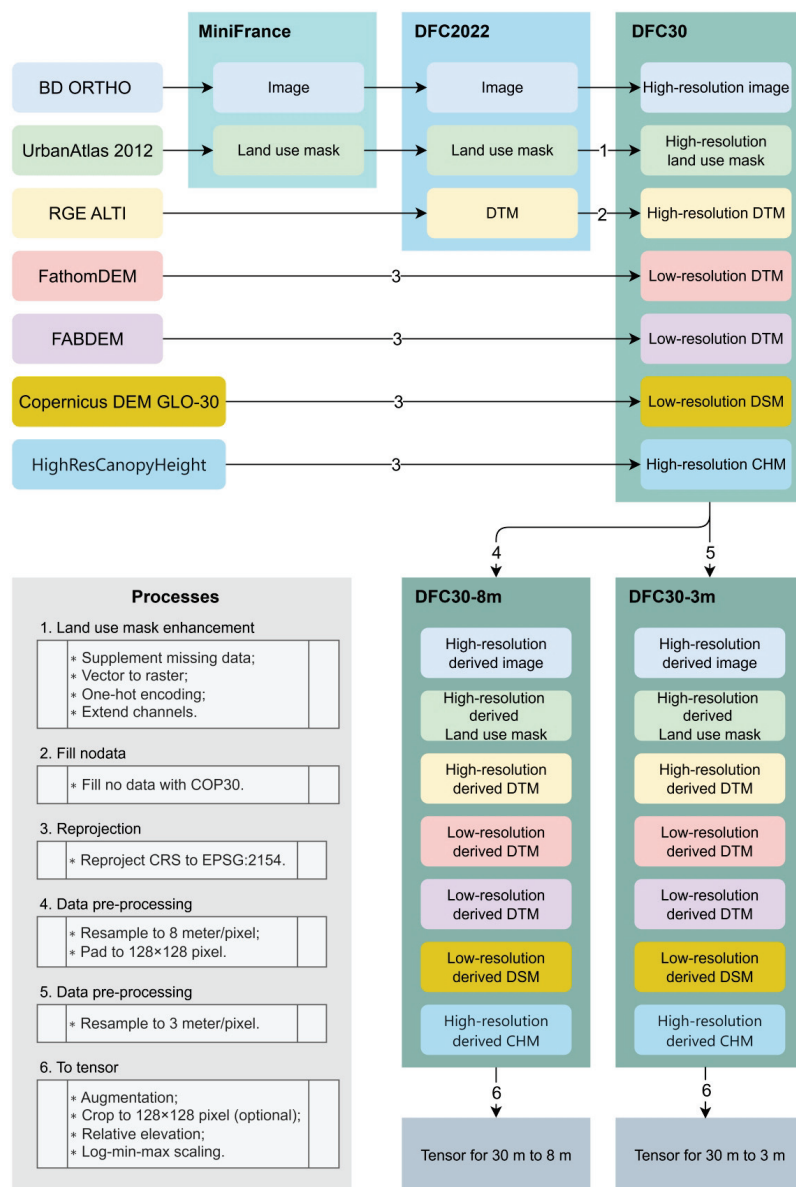 MiniFrance
DFC2022
DFC30
BD ORTHO
Image
Image
High-resolution image
UrbanAtlas 2012
Land use mask
Land use mask
1
High-resolution
land use mask
RGE ALTI
DTM
2
High-resolution DTM
FathomDEM
3
Low-resolution DTM
FABDEM
3
Low-resolution DTM
Copernicus DEM GLO-30
3
Low-resolution DSM
HighResCanopyHeight
3
High-resolution CHM
4
5
Processes
1. Land use mask enhancement
* Supplement missing data;
* Vector to raster;
* One-hot encoding;
* Extend channels.
2. Fill nodata
* Fill no data with COP30.
3. Reprojection
* Reproject CRS to EPSG:2154.
4. Data pre-processing
* Resample to 8 meter/pixel;
* Pad to 128×128 pixel.
5. Data pre-processing
* Resample to 3 meter/pixel.
6. To tensor
* Augmentation;
* Crop to 128×128 pixel (optional);
* Relative elevation;
* Log-min-max scaling.
DFC30-8m
High-resolution
derived image
High-resolution
derived
Land use mask
High-resolution
derived DTM
Low-resolution
derived DTM
Low-resolution
derived DTM
Low-resolution
derived DSM
High-resolution
derived CHM
6
Tensor for 30 m to 8 m
DFC30-3m
High-resolution
derived image
High-resolution
derived
Land use mask
High-resolution
derived DTM
Low-resolution
derived DTM
Low-resolution
derived DTM
Low-resolution
derived DSM
High-resolution
derived CHM
6
Tensor for 30 m to 3 m